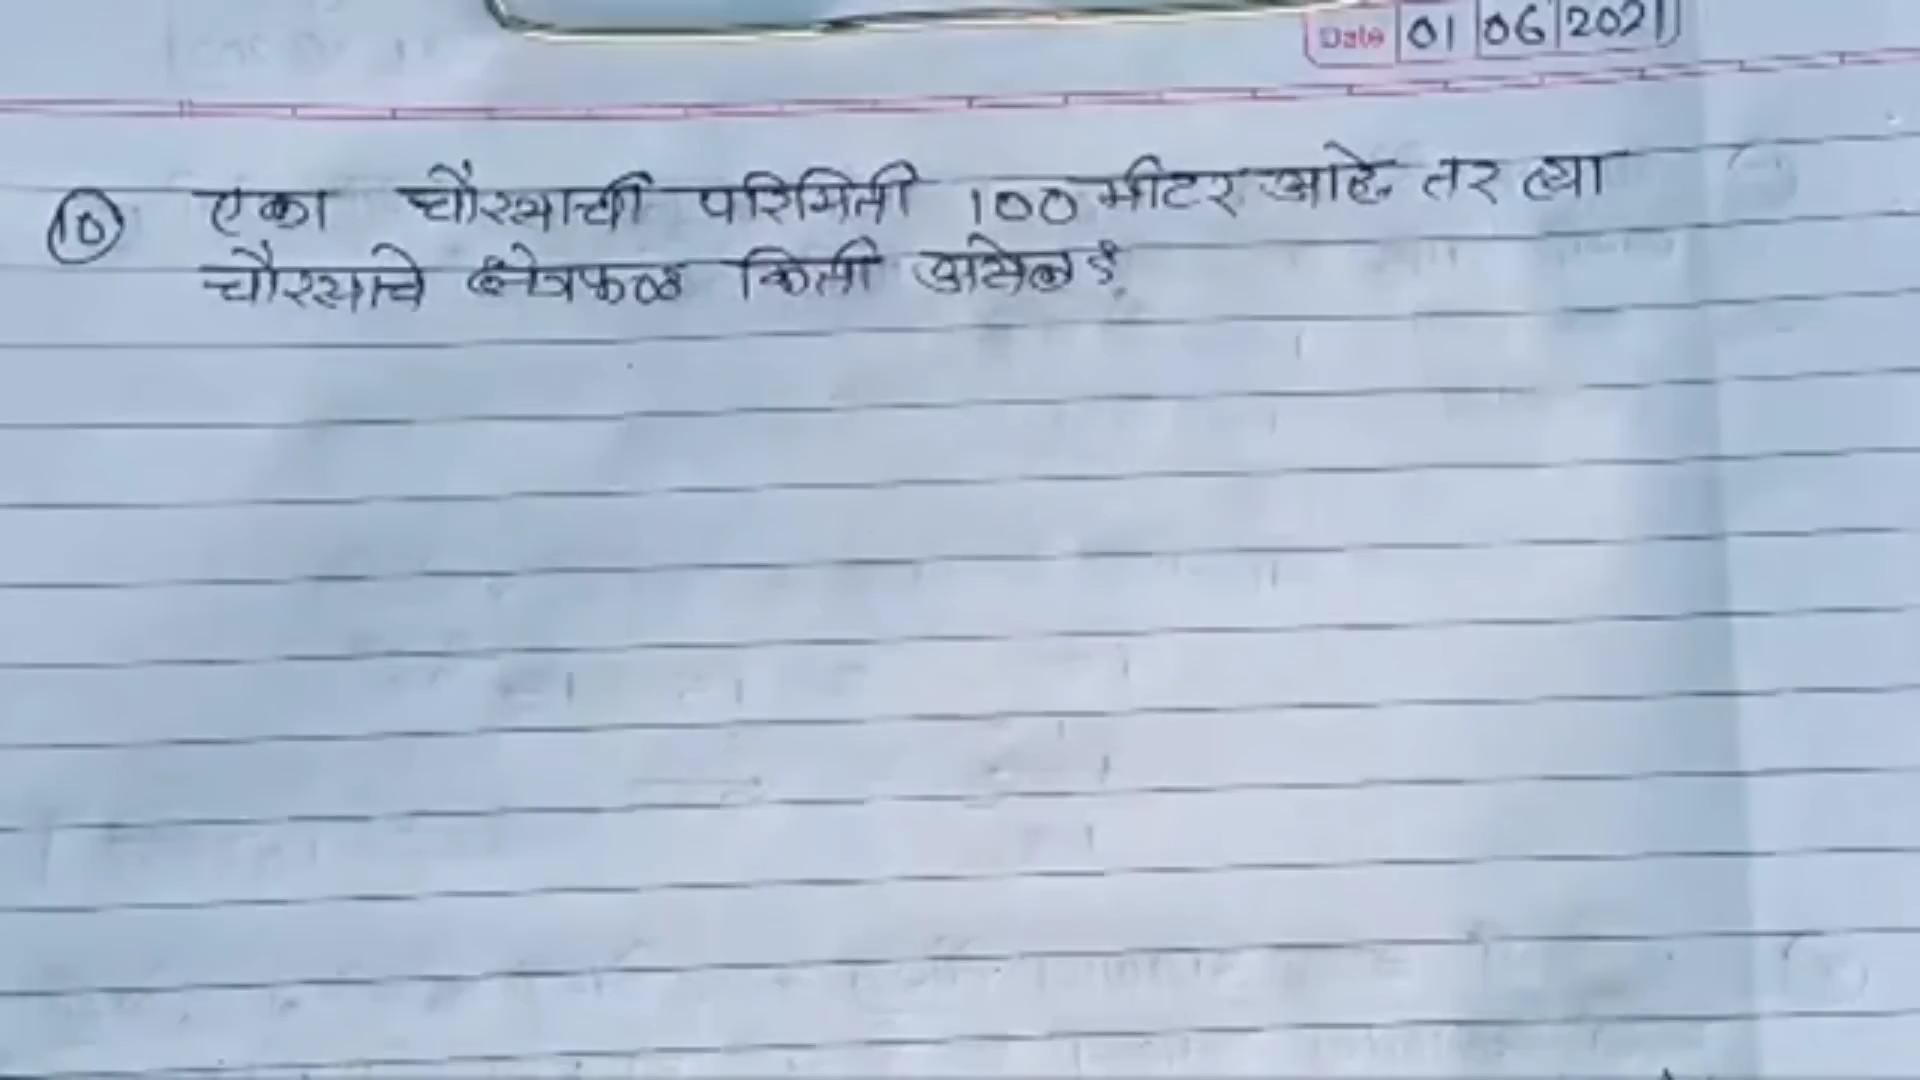 Date 01 06 2021
10 एका चौरसाची परिमिती 100 मीटर आहे. तर त्या
चौरसाचे क्षेत्रफळ किती असेल ?